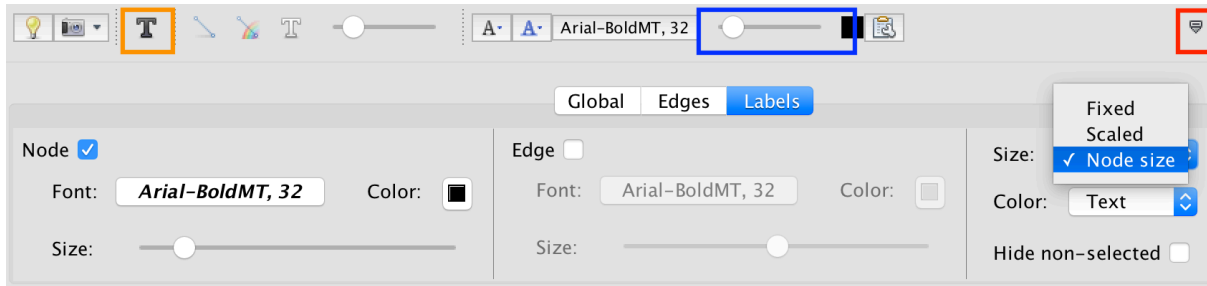 T T A A Arial-BoldMT, 32
Global Edges Labels
Fixed
Scaled
Node size
Node Edge Size:
Font: Arial-BoldMT, 32 Color: Font: Arial-BoldMT, 32 Color: Color: Text
Size: Size: Hide non-selected